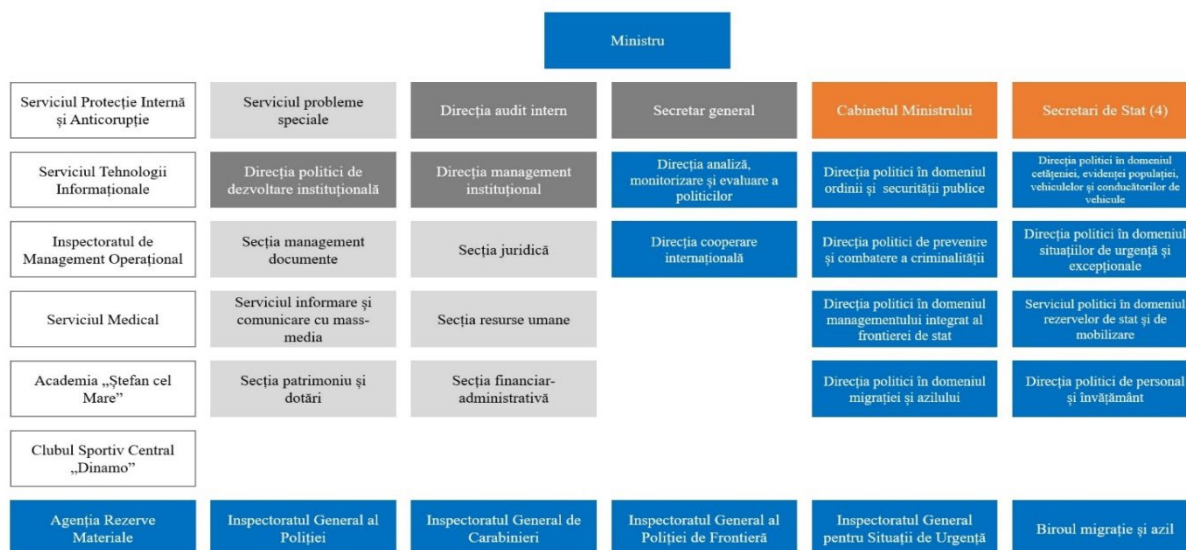 Ministru
Serviciul Protecție Internă
și Anticorupție
Serviciul probleme
speciale
Direcția audit intern
Secretar general
Cabinetul Ministrului
Secretari de Stat (4)
Serviciul Tehnologii
Informaționale
Direcția politici de
dezvoltare instituțională
Direcția management
instituțional
Direcția analiză,
monitorizare și evaluare a
politicilor
Direcția politici în domeniul
ordinii și securității publice
Direcția politici în domeniul
cetățeniei, evidenței populației,
vehiculelor și conducătorilor de
vehicule
Inspectoratul de
Management Operațional
Secția management
documente
Secția juridică
Direcția cooperare
internațională
Direcția politici de prevenire
și combatere a criminalității
Direcția politici în domeniul
situațiilor de urgență și
excepționale
Serviciul Medical
Serviciul informare și
comunicare cu mass-
media
Secția resurse umane
Direcția politici în domeniul
managementului integrat al
frontierei de stat
Serviciul politici în domeniul
rezervelor de stat și de
mobilizare
Academia „Ștefan cel
Mare”
Secția patrimoniu și
dotări
Secția financiar-
administrativă
Direcția politici în domeniul
migrației și azilului
Direcția politici de personal
și învățământ
Clubul Sportiv Central
„Dinamo”
Agenția Rezerve
Materiale
Inspectoratul General al
Poliției
Inspectoratul General de
Carabinieri
Inspectoratul General al
Poliției de Frontieră
Inspectoratul General
pentru Situații de Urgență
Biroul migrație și azil